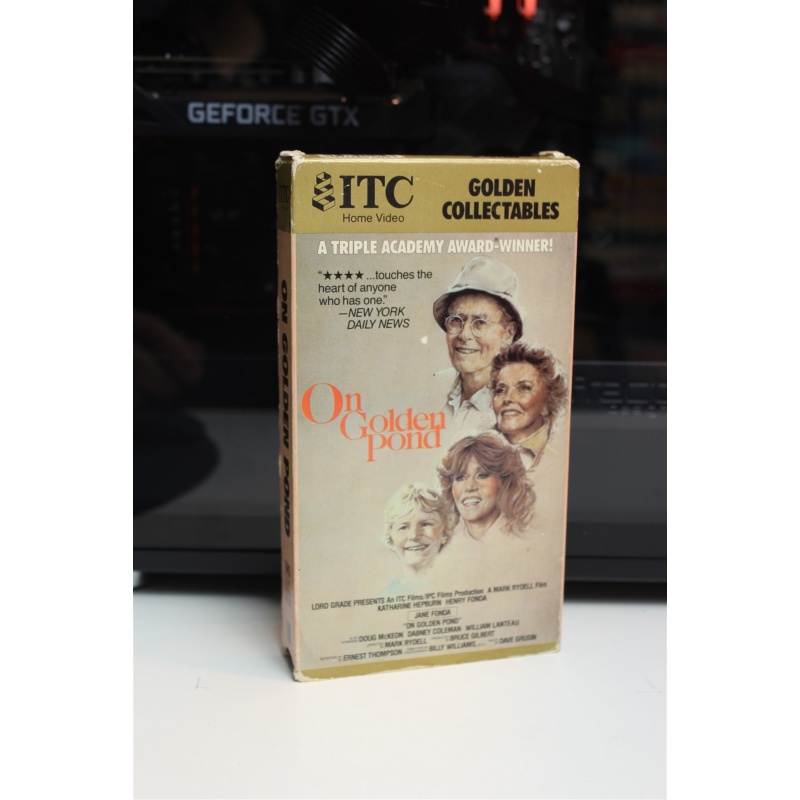 GEFORCE GTX
ITC
Home Video
GOLDEN
COLLECTABLES
A TRIPLE ACADEMY AWARD-WINNER!
"★★★★ ...touches the
heart of anyone
who has one."
—NEW YORK
DAILY NEWS
On
Golden
Pond
ON GOLDEN POND
LORD GRADE PRESENTS An ITC Films/IPC Films Production A MARK RYDELL Film
KATHARINE HEPBURN HENRY FONDA
JANE FONDA
"ON GOLDEN POND"
DOUG McKEON DABNEY COLEMAN WILLIAM LANTEAU
MARK RYDELL BRUCE GILBERT DAVE GRUSIN
ERNEST THOMPSON BILLY WILLIAMS